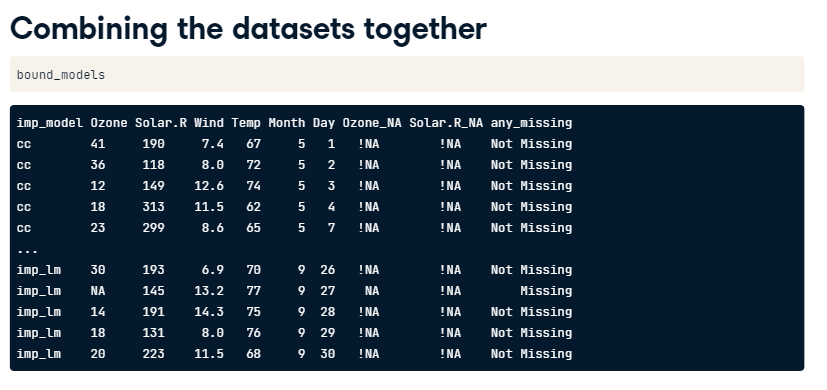 Combining the datasets together
bound_models
imp_model Ozone Solar.R Wind Temp Month Day Ozone_NA Solar.R_NA any_missing
cc        41     190     7.4   67     5   1   !NA        !NA    Not Missing
cc        36     118     8.0   72     5   2   !NA        !NA    Not Missing
cc        12     149    12.6   74     5   3   !NA        !NA    Not Missing
cc        18     313    11.5   62     5   4   !NA        !NA    Not Missing
cc        23     299     8.6   65     5   7   !NA        !NA    Not Missing
...
imp_lm    30     193     6.9   70     9  26   !NA        !NA    Not Missing
imp_lm    NA     145    13.2   77     9  27    NA        !NA        Missing
imp_lm    14     191    14.3   75     9  28   !NA        !NA    Not Missing
imp_lm    18     131     8.0   76     9  29   !NA        !NA    Not Missing
imp_lm    20     223    11.5   68     9  30   !NA        !NA    Not Missing